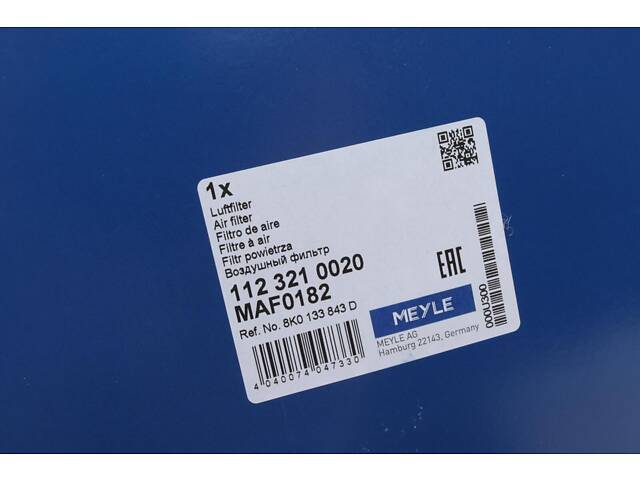 1x
Luftfilter
Air filter
Filtro de aire
Filtre à air
Filtr powietrza
Воздушный фильтр
112 321 0020
MAF0182
Ref. No. 8K0 133 843 D
4 040074 047330
EAC
MEYLE
MEYLE AG
Hamburg 22143, Germany
000U300